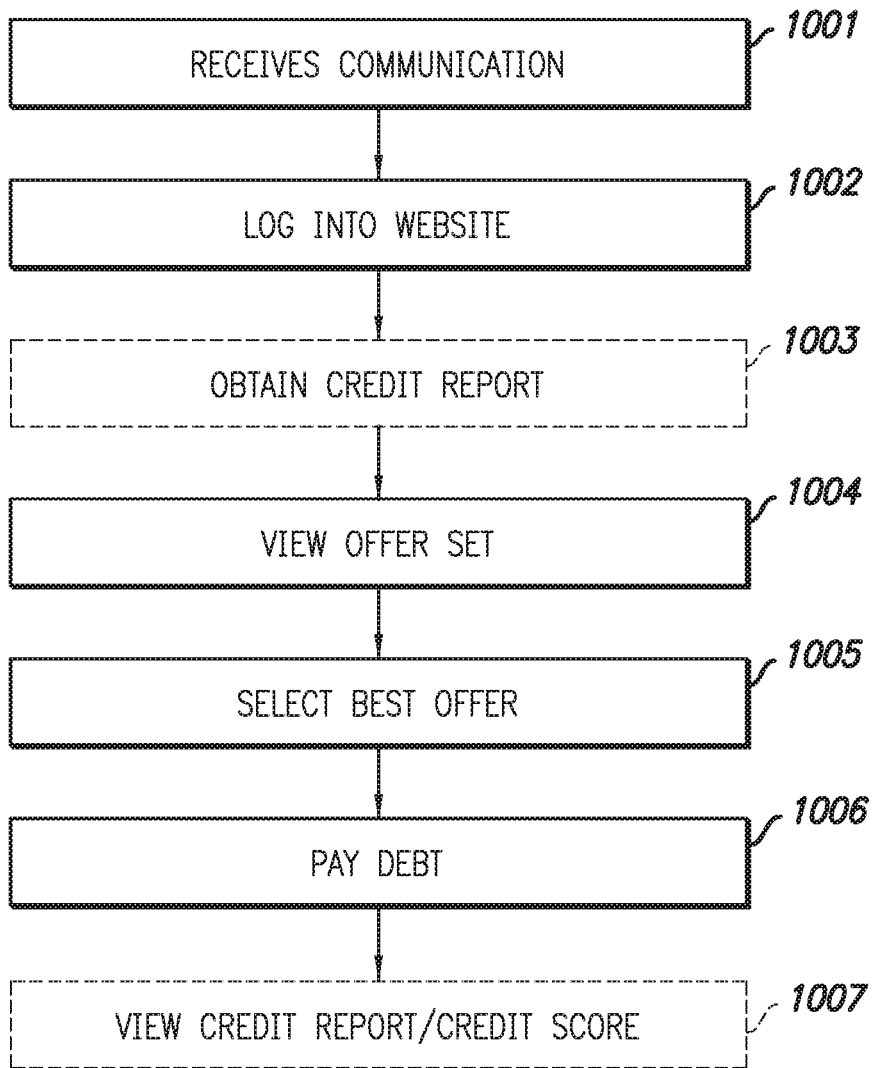 1001
RECEIVES COMMUNICATION
1002
LOG INTO WEBSITE
1003
OBTAIN CREDIT REPORT
1004
VIEW OFFER SET
1005
SELECT BEST OFFER
1006
PAY DEBT
1007
VIEW CREDIT REPORT/CREDIT SCORE